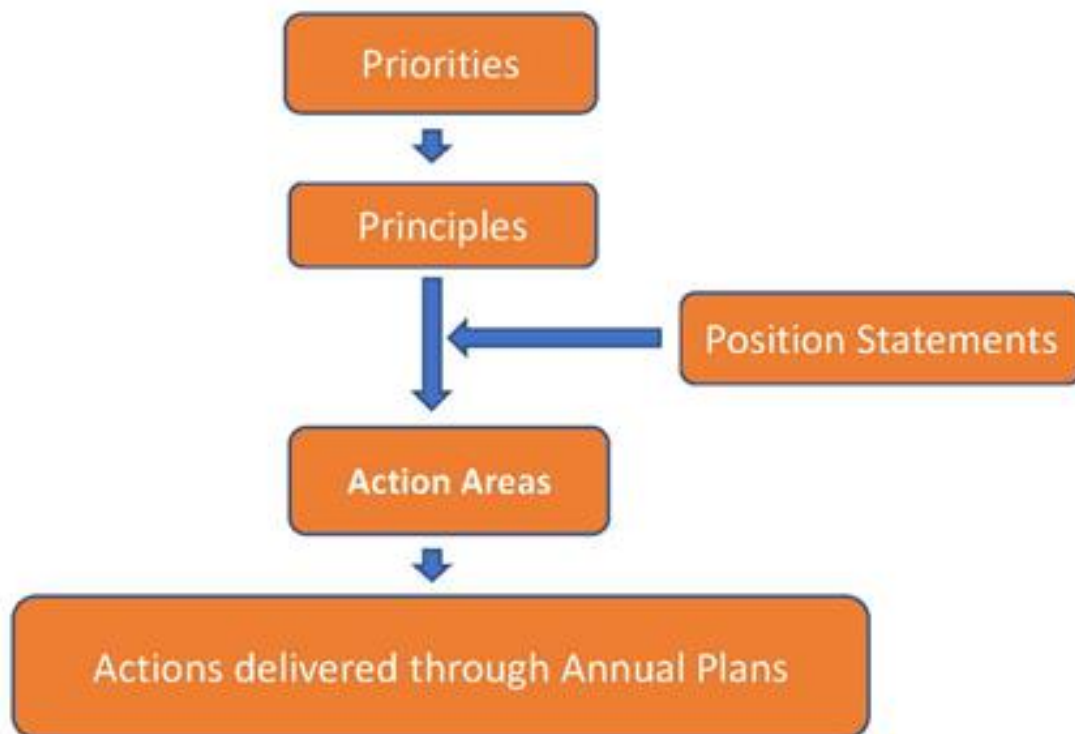 Priorities
Principles
Position Statements
Action Areas
Actions delivered through Annual Plans